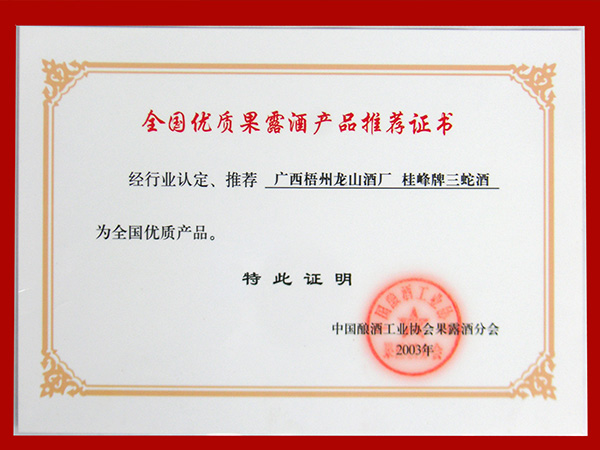 全国优质果露酒产品推荐证书
经行业认定、推荐 广西梧州龙山酒厂 桂峰牌三蛇酒
为全国优质产品。
特此证明
中国酿酒工业协会果露酒分会
2003年